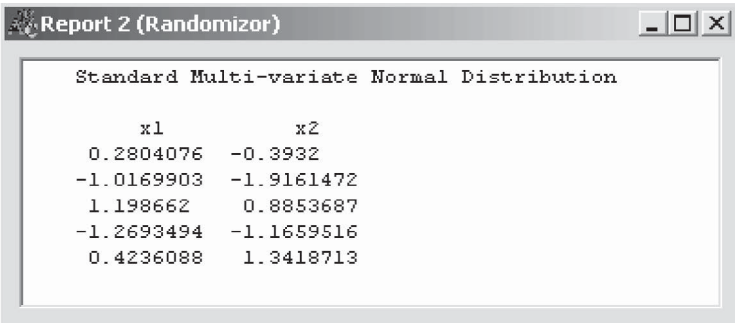 Report 2 (Randomizor)
Standard Multi-variate Normal Distribution
x1 x2
0.2804076 -0.3932
-1.0169903 -1.9161472
1.198662 0.8853687
-1.2693494 -1.1659516
0.4236088 1.3418713